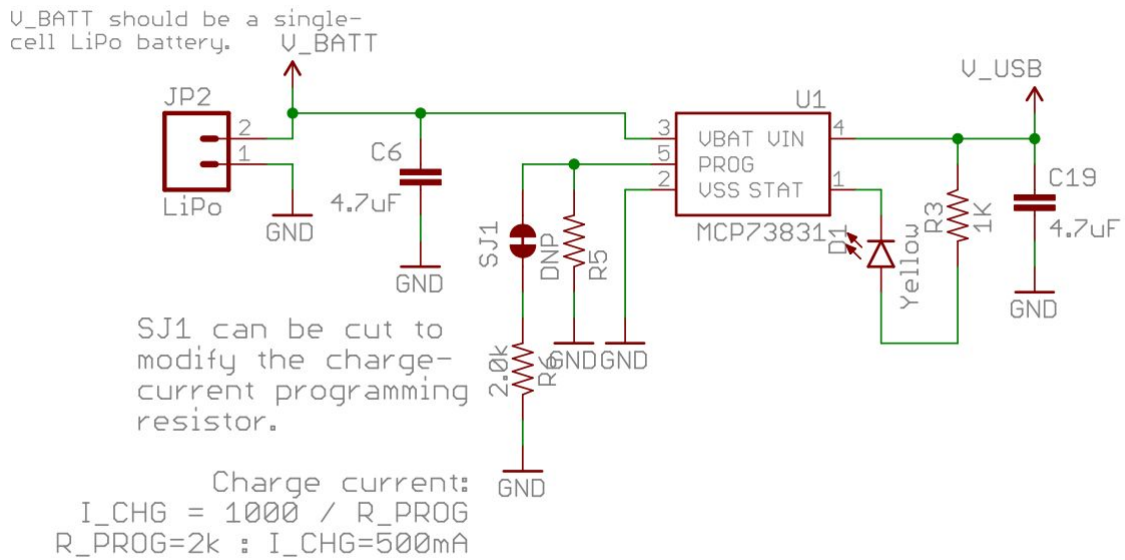 V_BATT should be a single-
cell LiPo battery.
V_BATT
V_USB
JP2
2
1
LiPo
GND
C6
4.7uF
GND
U1
3
5
2
VBAT VIN
PROG
VSS STAT
4
1
MCP73831
SJ1
DNP
R5
GND
GND
2.0k
R6
GND
D1
Yellow
R3
1K
C19
4.7uF
GND
SJ1 can be cut to
modify the charge-
current programming
resistor.
Charge current:
I_CHG = 1000 / R_PROG
R_PROG=2k : I_CHG=500mA